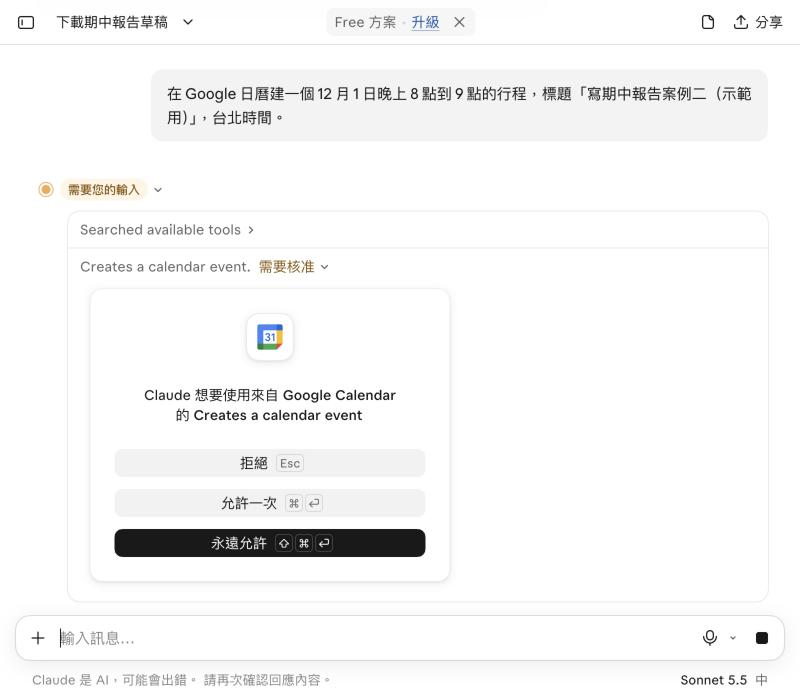 下載期中報告草稿
Free 方案 · 升級
分享
在 Google 日曆建一個 12 月 1 日晚上 8 點到 9 點的行程，標題「寫期中報告案例二（示範
用）」，台北時間。
需要您的輸入
Searched available tools
Creates a calendar event. 需要核准
31
Claude 想要使用來自 Google Calendar
的 Creates a calendar event
拒絕 Esc
允許一次 ⌘ ↵
永遠允許 ⇧ ⌘ ↵
輸入訊息...
Claude 是 AI，可能會出錯。 請再次確認回應內容。
Sonnet 5.5 中